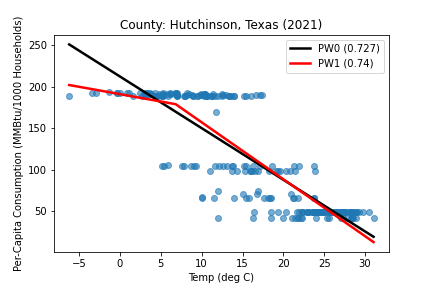 County: Hutchinson, Texas (2021)
Per-Capita Consumption (MMBtu/1000 Households)
250
200
150
100
50
PW0 (0.727)
PW1 (0.74)
−5
0
5
10
15
20
25
30
Temp (deg C)